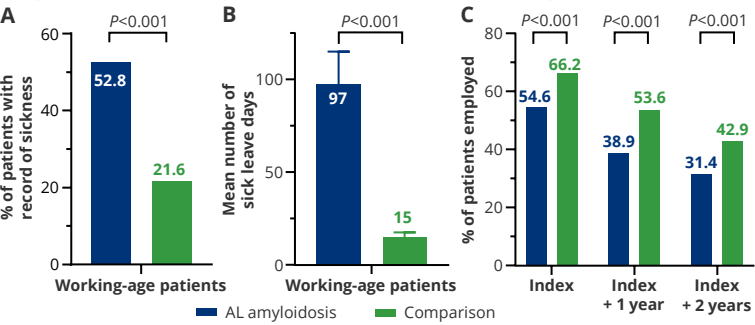 A
P<0.001
% of patients with
record of sickness
60
40
20
0
52.8
21.6
Working-age patients
B
P<0.001
Mean number of
sick leave days
100
50
0
97
15
Working-age patients
C
P<0.001
P<0.001
P<0.001
% of patients employed
80
60
40
20
0
54.6
66.2
38.9
53.6
31.4
42.9
Index
Index
+ 1 year
Index
+ 2 years
AL amyloidosis
Comparison